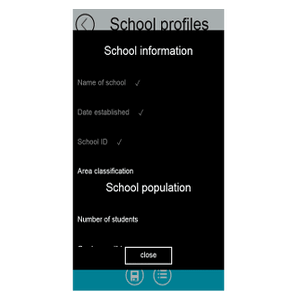 School profiles
School information
Name of school ✓
Date established ✓
School ID ✓
Area classification
School population
Number of students
close